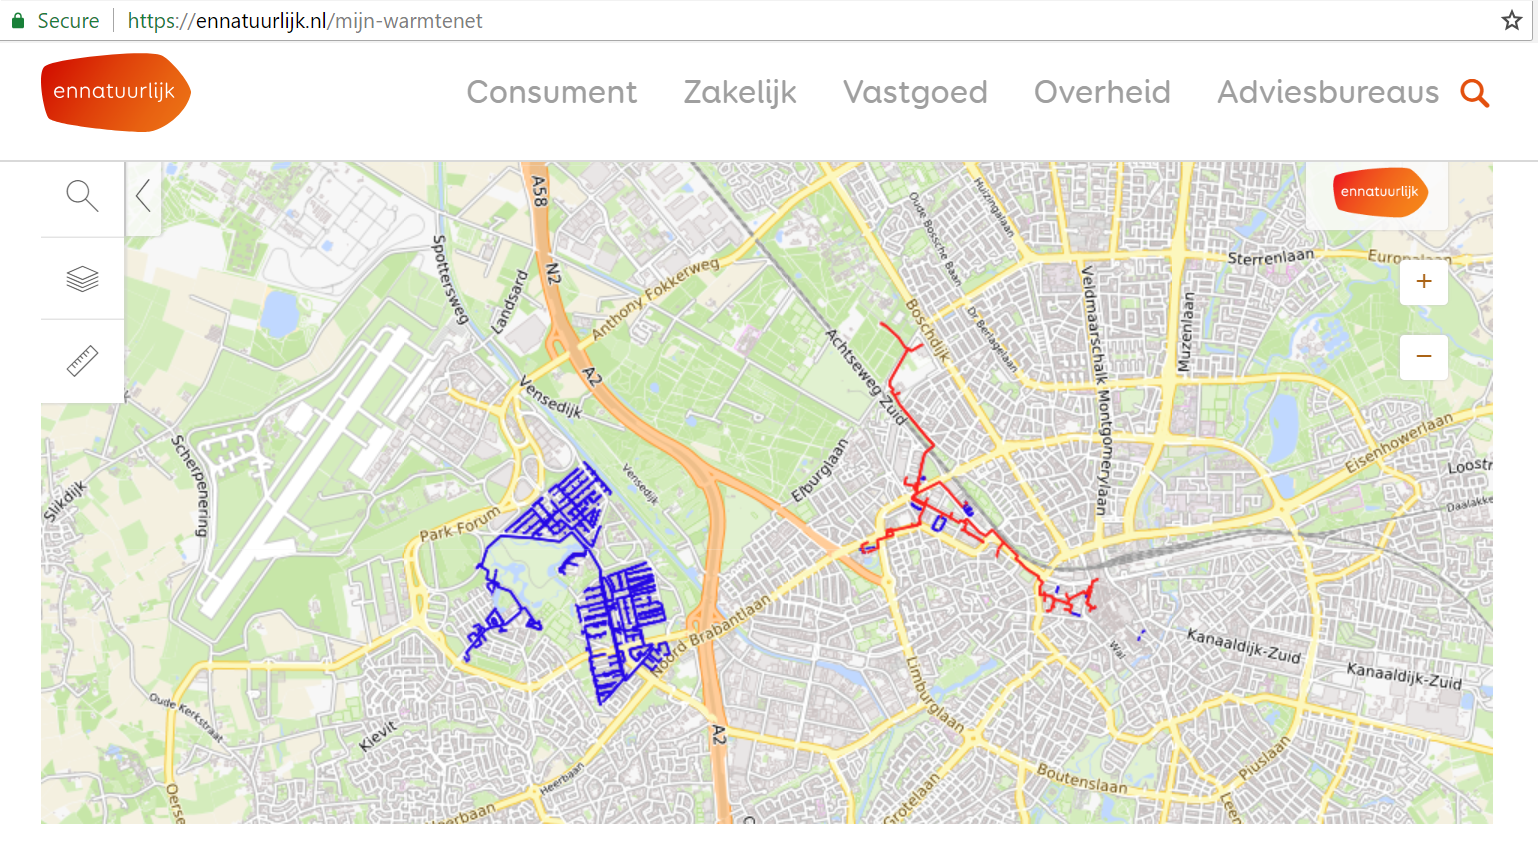 Secure https://ennatuurlijk.nl/mijn-warmtenet
ennatuurlijk
Consument Zakelijk Vastgoed Overheid Adviesbureaus
ennatuurlijk
A58
N2
A2
Spottersweg
Landsard
Anthony Fokkerweg
Vensedijk
Vensedijk
Achtseweg Zuid
Elburglaan
Boschdijk
Oude Bossche Baan
Huizingalaan
Dr Berlagelaan
Veldmaarschalk Montgomerylaan
Muzenlaan
Sterrenlaan
Europalaan
+
−
Eisenhowerlaan
Loostr
Daalakke
Scherpenering
Slikdijk
Park Forum
Noord Brabantlaan
Limburglaan
Wal
Kanaaldijk-Zuid
Kanaaldijk-Zuid
Oude Kerkstraat
Kievit
Heerbaan
A2
Grotelaan
Boutenslaan
Piuslaan
Leen
Oerse